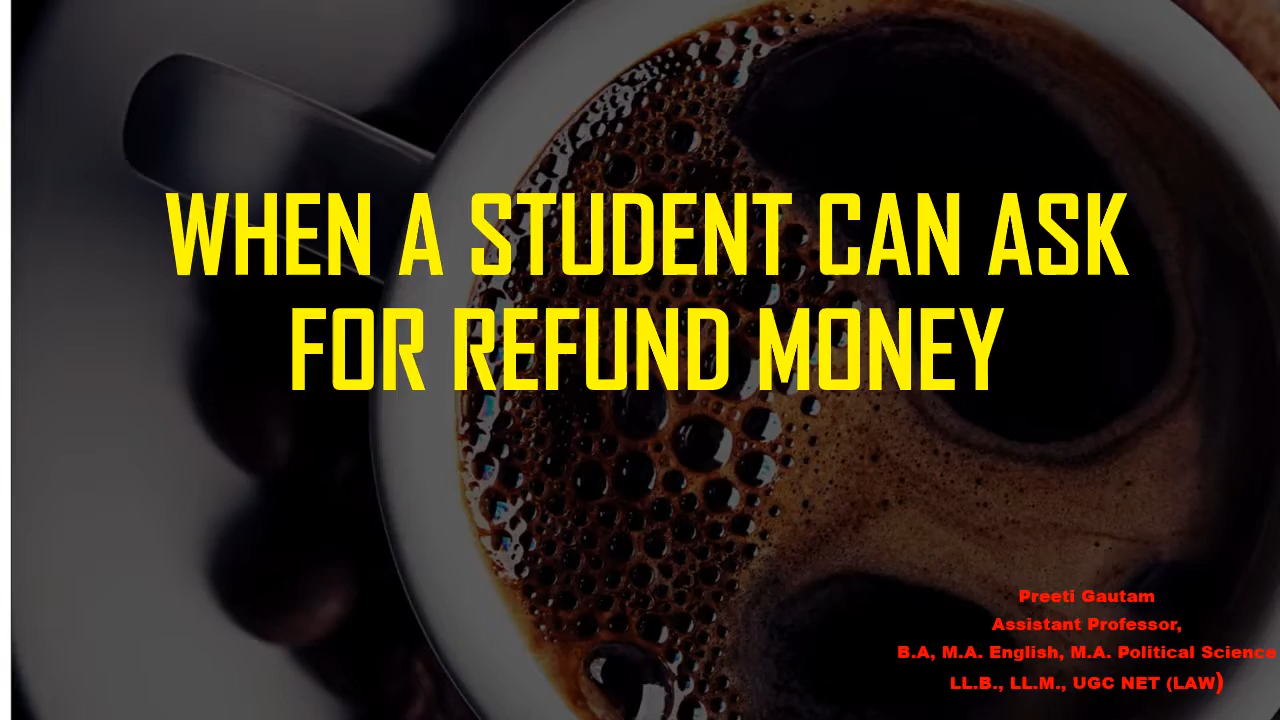 WHEN A STUDENT CAN ASK
FOR REFUND MONEY
Preeti Gautam
Assistant Professor,
B.A, M.A. English, M.A. Political Science
LL.B., LL.M., UGC NET (LAW)